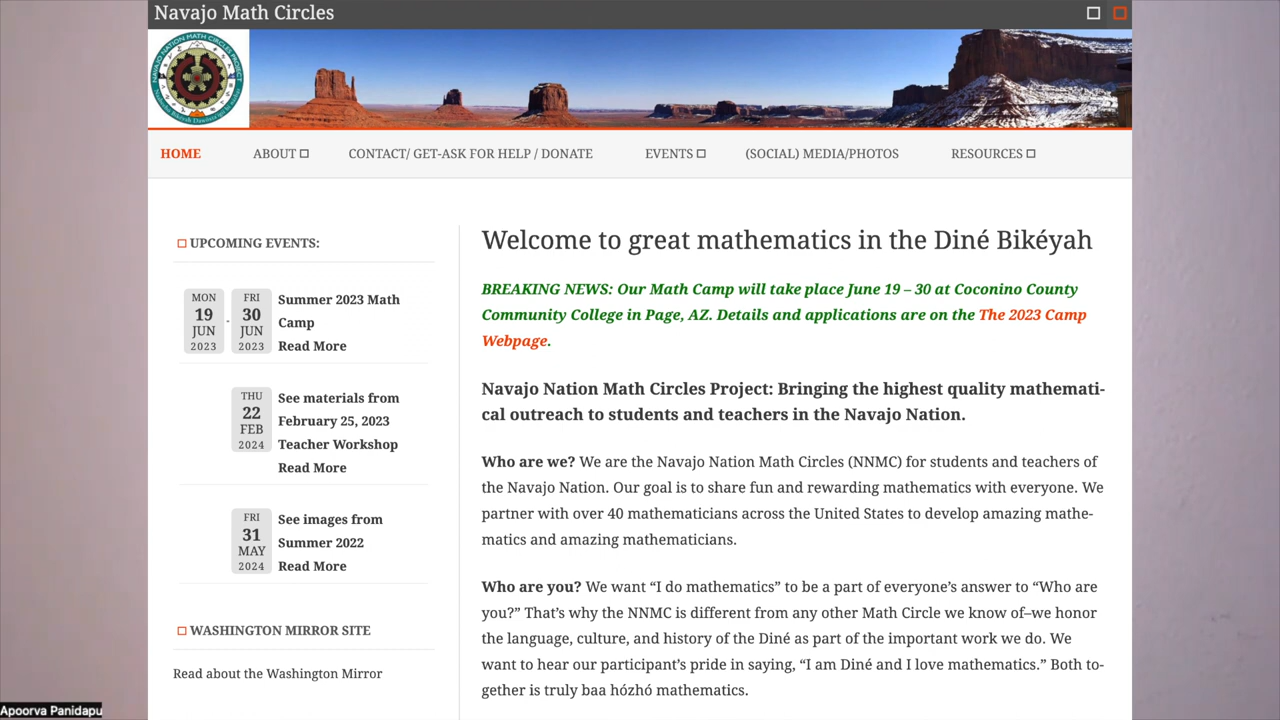 Navajo Math Circles
HOME
ABOUT
CONTACT/ GET-ASK FOR HELP / DONATE
EVENTS
(SOCIAL) MEDIA/PHOTOS
RESOURCES
UPCOMING EVENTS:
MON
19
JUN
2023
-
FRI
30
JUN
2023
Summer 2023 Math
Camp
Read More
THU
22
FEB
2024
See materials from
February 25, 2023
Teacher Workshop
Read More
FRI
31
MAY
2024
See images from
Summer 2022
Read More
WASHINGTON MIRROR SITE
Read about the Washington Mirror
Welcome to great mathematics in the Diné Bikéyah
BREAKING NEWS: Our Math Camp will take place June 19 – 30 at Coconino County
Community College in Page, AZ. Details and applications are on the The 2023 Camp
Webpage.
Navajo Nation Math Circles Project: Bringing the highest quality mathemati-
cal outreach to students and teachers in the Navajo Nation.
Who are we? We are the Navajo Nation Math Circles (NNMC) for students and teachers of
the Navajo Nation. Our goal is to share fun and rewarding mathematics with everyone. We
partner with over 40 mathematicians across the United States to develop amazing mathe-
matics and amazing mathematicians.
Who are you? We want “I do mathematics” to be a part of everyone’s answer to “Who are
you?” That’s why the NNMC is different from any other Math Circle we know of–we honor
the language, culture, and history of the Diné as part of the important work we do. We
want to hear our participant’s pride in saying, “I am Diné and I love mathematics.” Both to-
gether is truly baa hózhó mathematics.
Apoorva Panidapu
NAVAJO NATION MATH CIRCLES PROJECT